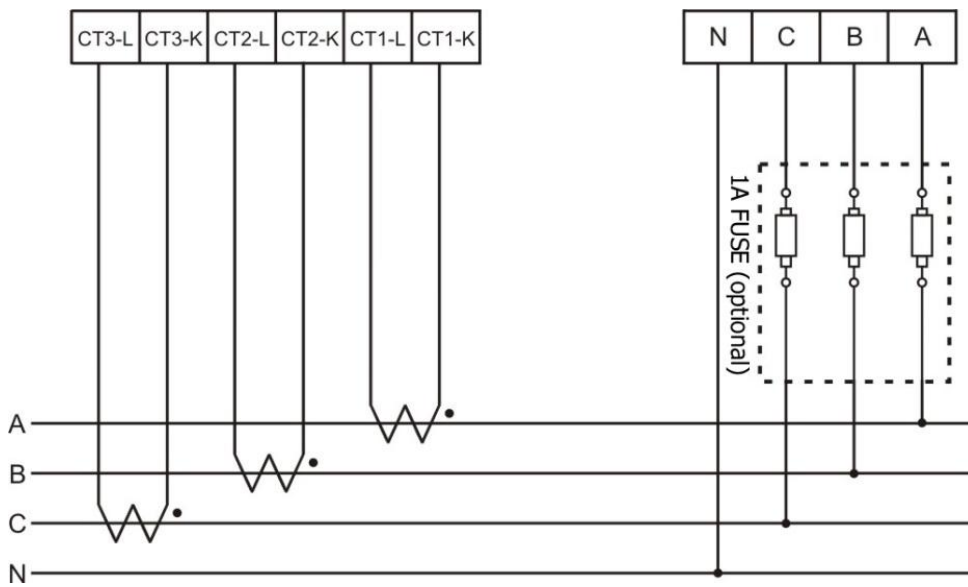 CT3-L CT3-K CT2-L CT2-K CT1-L CT1-K
N C B A
1A FUSE (optional)
A
B
C
N